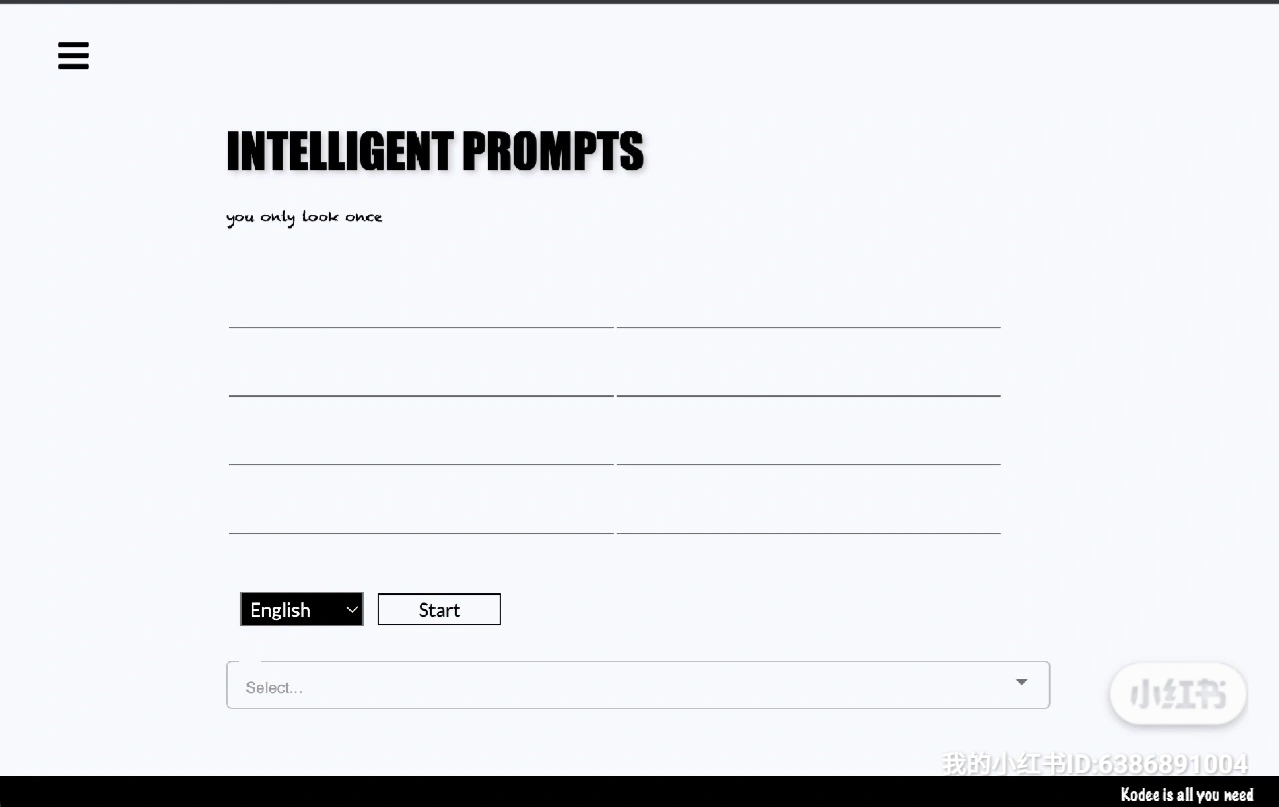 INTELLIGENT PROMPTS
you only look once
English
Start
Select...
小红书
我的小红书ID:6386891004
Kodee is all you need